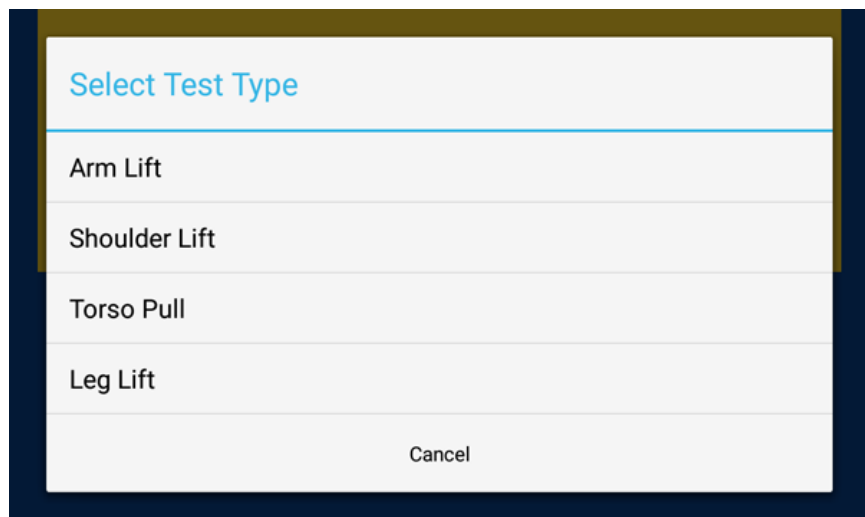 Select Test Type
Arm Lift
Shoulder Lift
Torso Pull
Leg Lift
Cancel